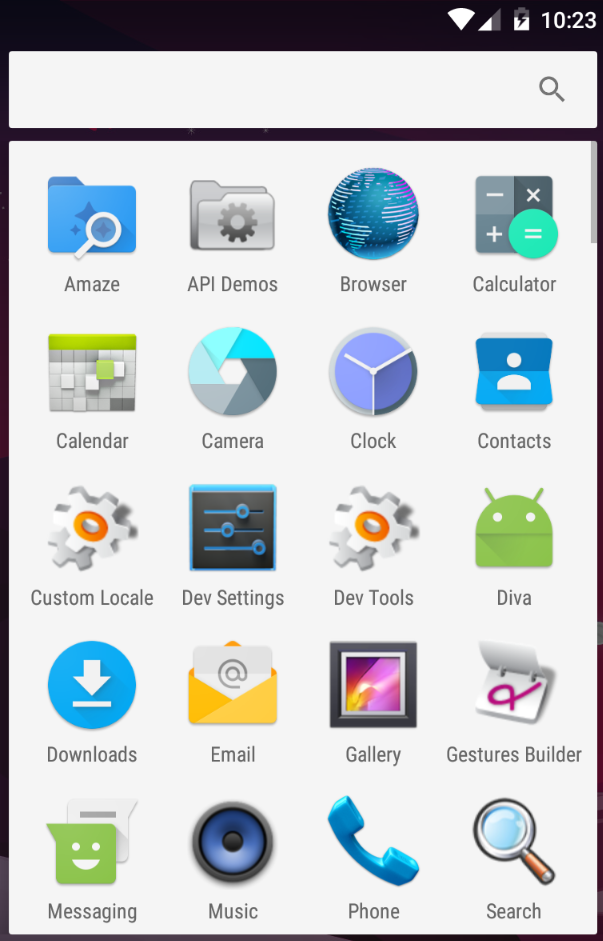 10:23
Amaze API Demos Browser Calculator
Calendar Camera Clock Contacts
Custom Locale Dev Settings Dev Tools Diva
Downloads Email Gallery Gestures Builder
Messaging Music Phone Search